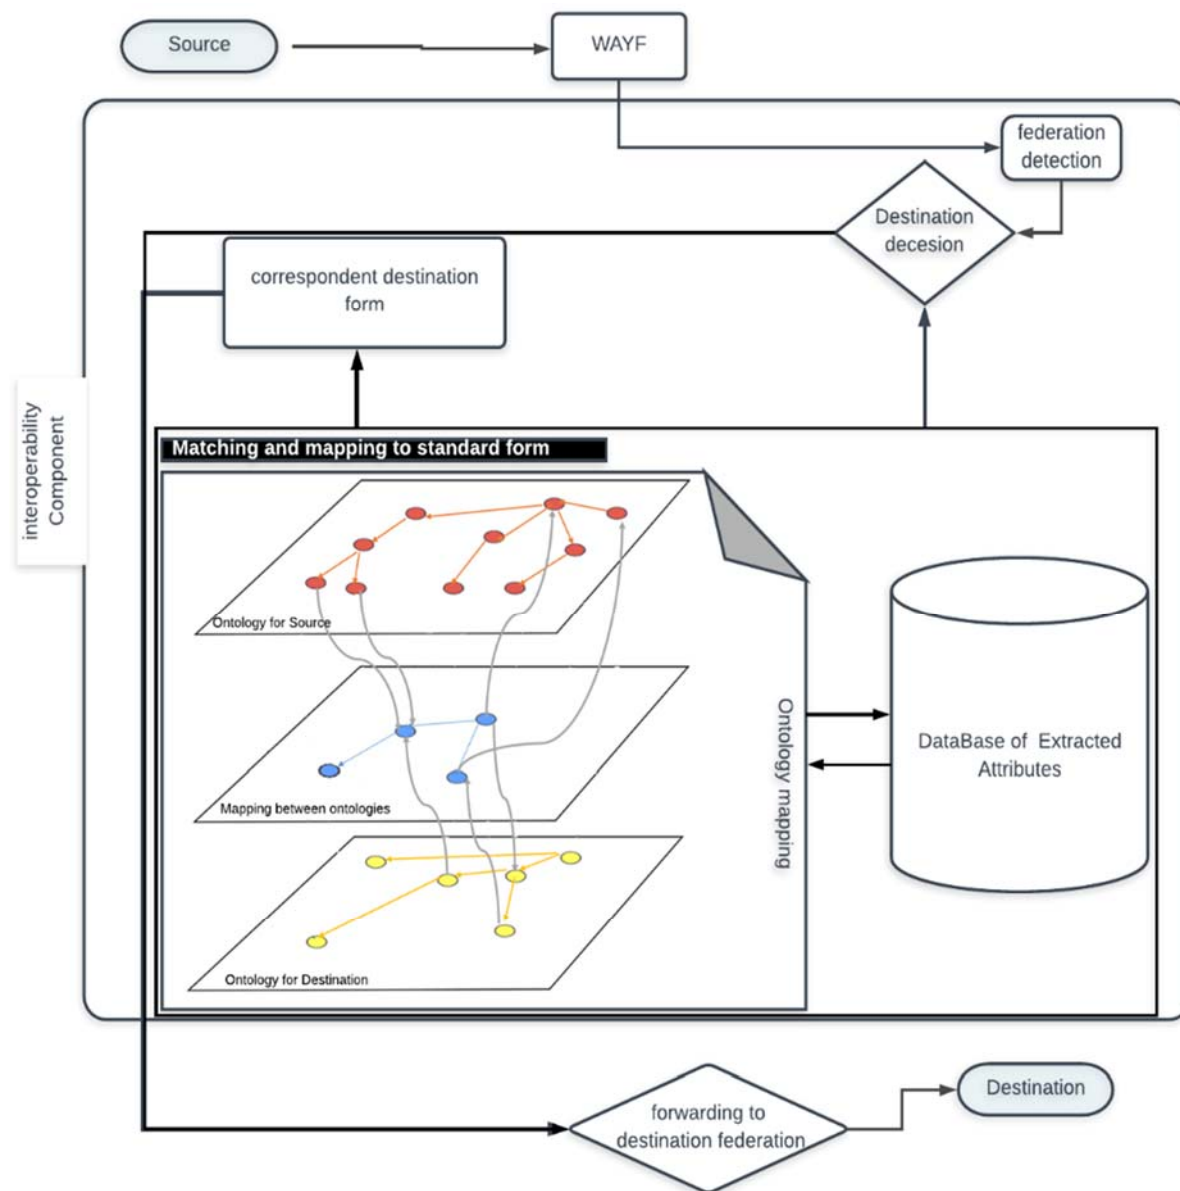 Source
WAYF
federation
detection
Destination
decesion
correspondent destination
form
interoperability
Component
Matching and mapping to standard form
Ontology for Source
Mapping between ontologies
Ontology for Destination
Ontology mapping
DataBase of Extracted
Attributes
forwarding to
destination federation
Destination